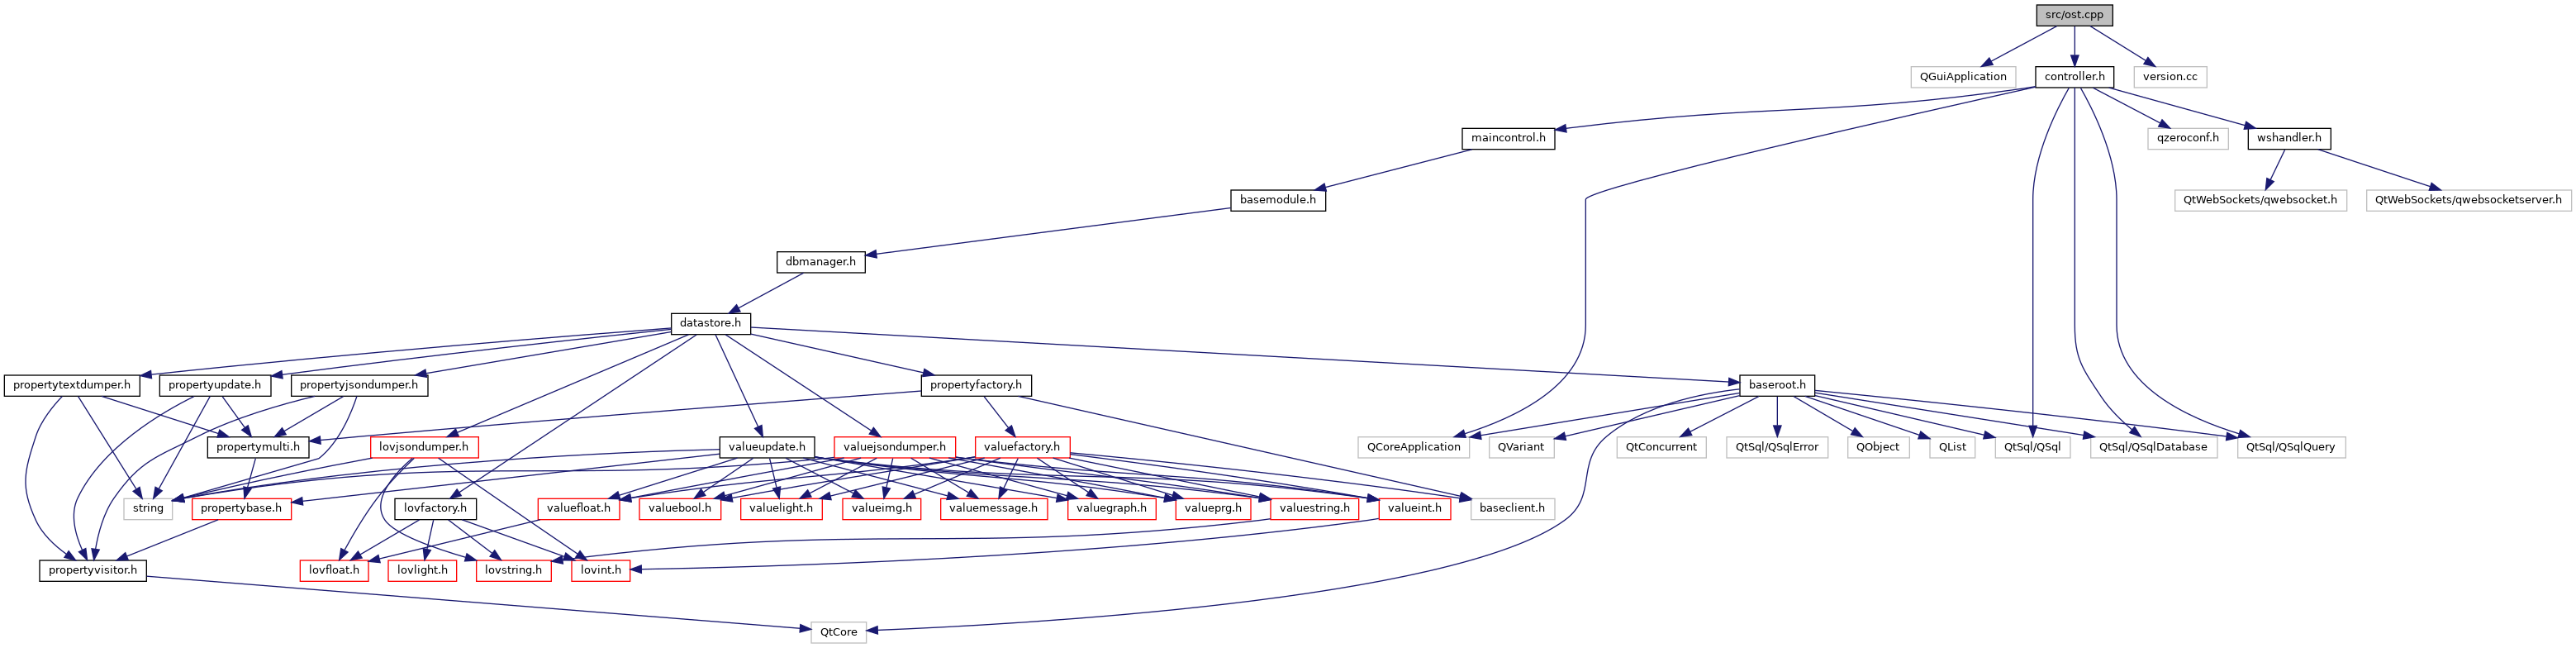 src/ost.cpp
QGuiApplication
controller.h
version.cc
maincontrol.h
qzeroconf.h
wshandler.h
basemodule.h
QtWebSockets/qwebsocket.h
QtWebSockets/qwebsocketserver.h
dbmanager.h
datastore.h
propertytextdumper.h
propertyupdate.h
propertyjsondumper.h
propertyfactory.h
baseroot.h
propertymulti.h
lovjsondumper.h
valueupdate.h
valuejsondumper.h
valuefactory.h
QCoreApplication
QVariant
QtConcurrent
QtSql/QSqlError
QObject
QList
QtSql/QSql
QtSql/QSqlDatabase
QtSql/QSqlQuery
string
propertybase.h
lovfactory.h
valuefloat.h
valuebool.h
valuelight.h
valueimg.h
valuemessage.h
valuegraph.h
valueprg.h
valuestring.h
valueint.h
baseclient.h
propertyvisitor.h
lovfloat.h
lovlight.h
lovstring.h
lovint.h
QtCore